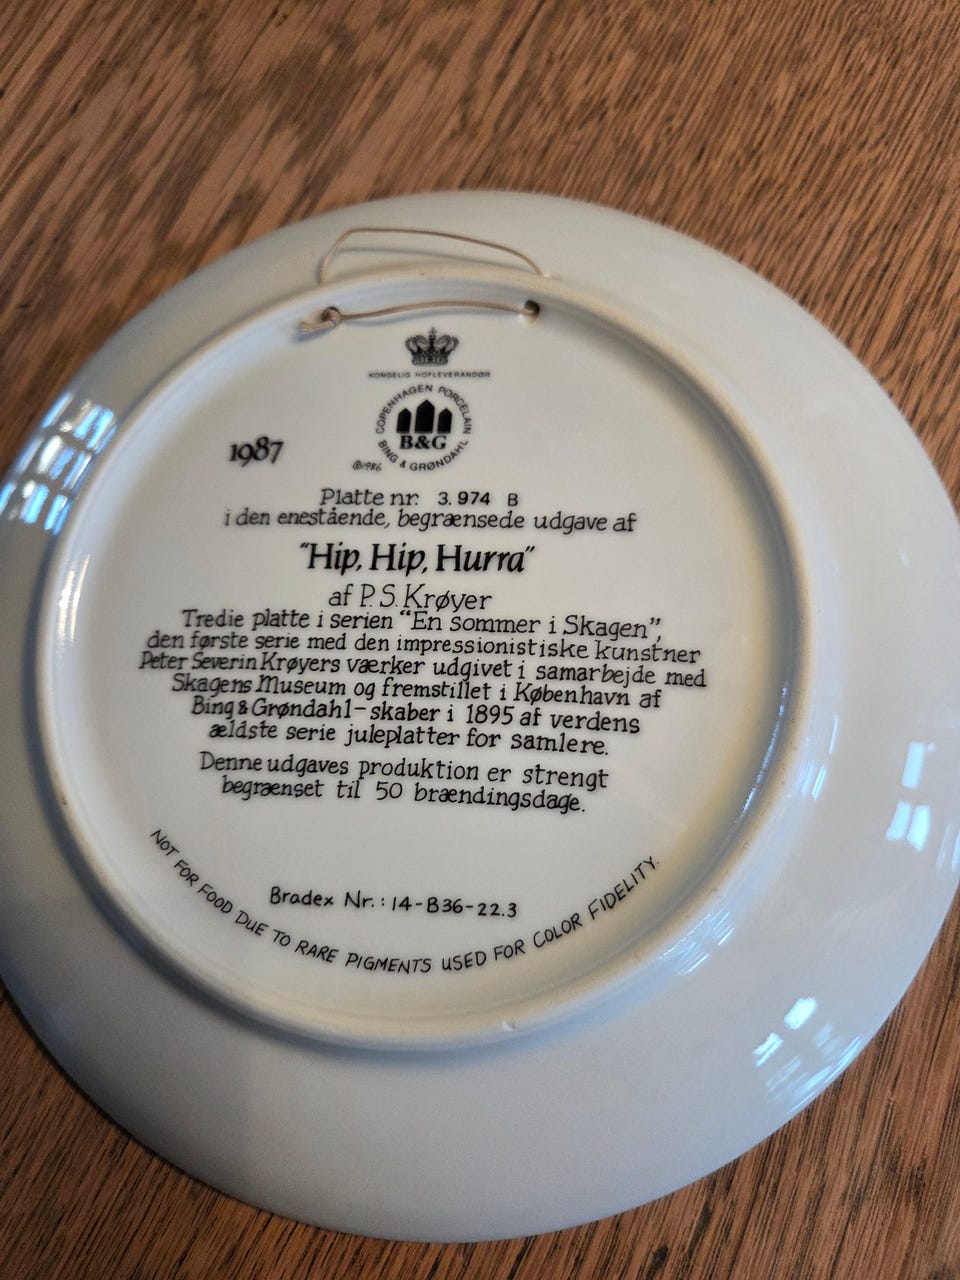 KONGELIG HOFLEVERANDØR
COPENHAGEN PORCELAIN
B&G
BING & GRØNDAHL
1987
©1986
Platte nr. 3.974 B
i den enestående, begrænsede udgave af
"Hip, Hip, Hurra"
af P.S. Krøyer
Tredie platte i serien "En sommer i Skagen",
den første serie med den impressionistiske kunstner
Peter Severin Krøyers værker udgivet i samarbejde med
Skagens Museum og fremstillet i København af
Bing & Grøndahl - skaber i 1895 af verdens
ældste serie juleplatter for samlere.
Denne udgaves produktion er strengt
begrænset til 50 brændingsdage.
Bradex Nr.: 14-B36-22.3
NOT FOR FOOD DUE TO RARE PIGMENTS USED FOR COLOR FIDELITY.